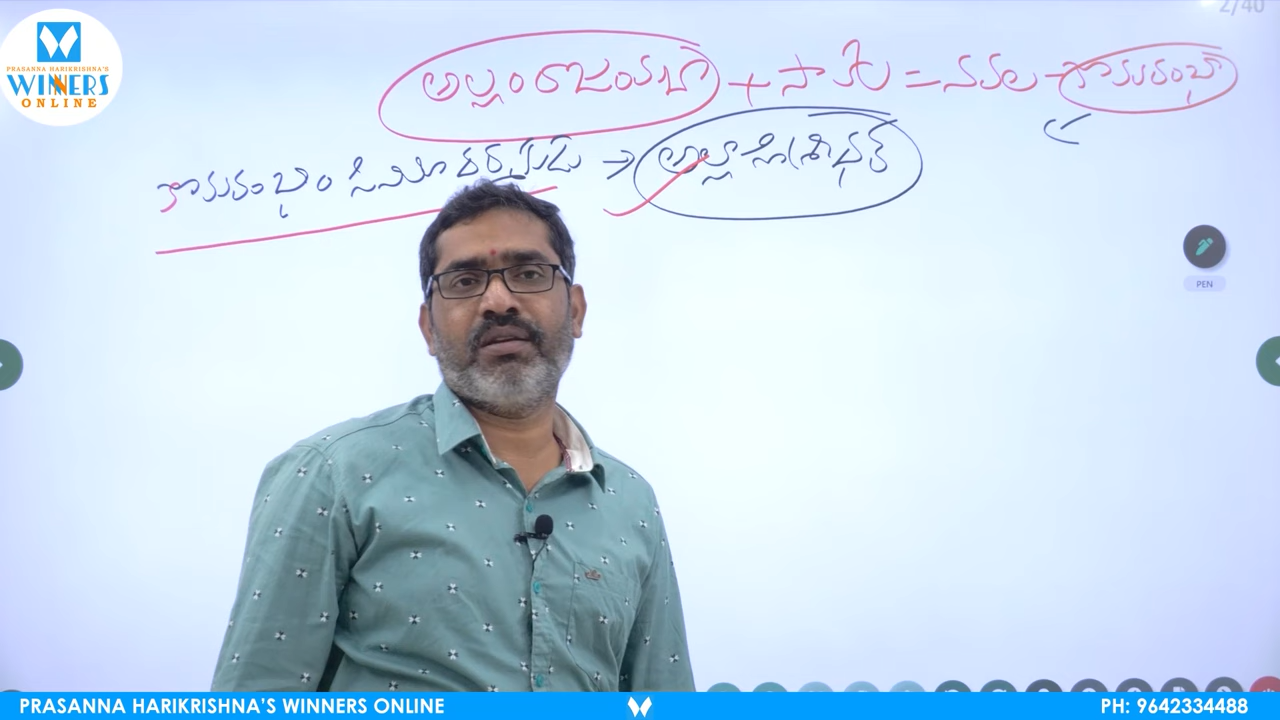 2/40
PRASANNA HARIKRISHNA'S
WINNERS
ONLINE
అల్లం రాజయ్య + సాహు = నవల - కొమురంభీ
కొమురం భీం సినిమా దర్శకుడు → అల్లాణి శ్రీధర్
PEN
PRASANNA HARIKRISHNA'S WINNERS ONLINE
PH: 9642334488